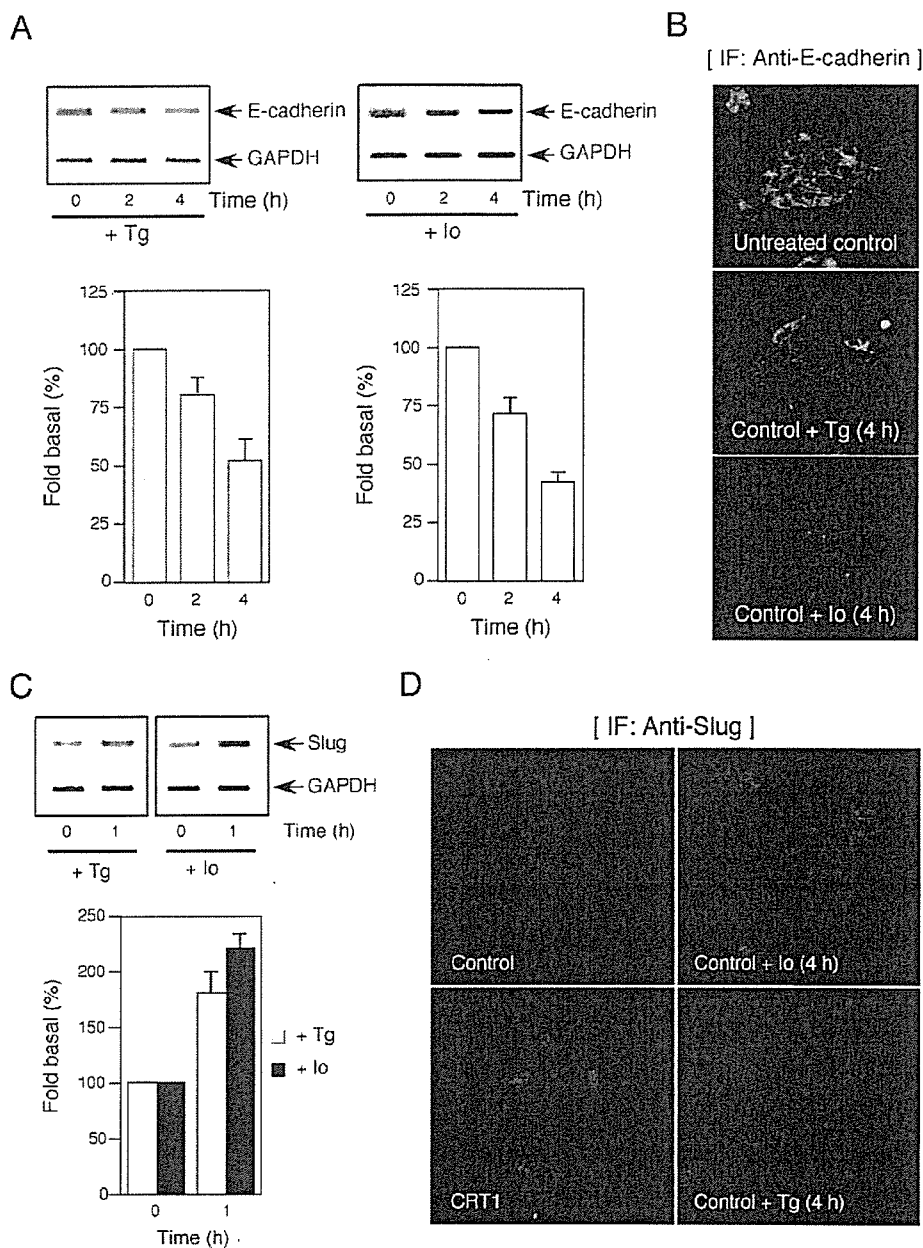 A
E-cadherin
GAPDH
0 2 4 Time (h)
+ Tg
E-cadherin
GAPDH
0 2 4 Time (h)
+ Io
Fold basal (%)
125
100
75
50
25
0
0 2 4
Time (h)
Fold basal (%)
125
100
75
50
25
0
0 2 4
Time (h)
B
[ IF: Anti-E-cadherin ]
Untreated control
Control + Tg (4 h)
Control + Io (4 h)
C
Slug
GAPDH
0 1 0 1 Time (h)
+ Tg + Io
Fold basal (%)
250
200
150
100
50
0
0 1
Time (h)
+ Tg
+ Io
D
[ IF: Anti-Slug ]
Control
Control + Io (4 h)
CRT1
Control + Tg (4 h)